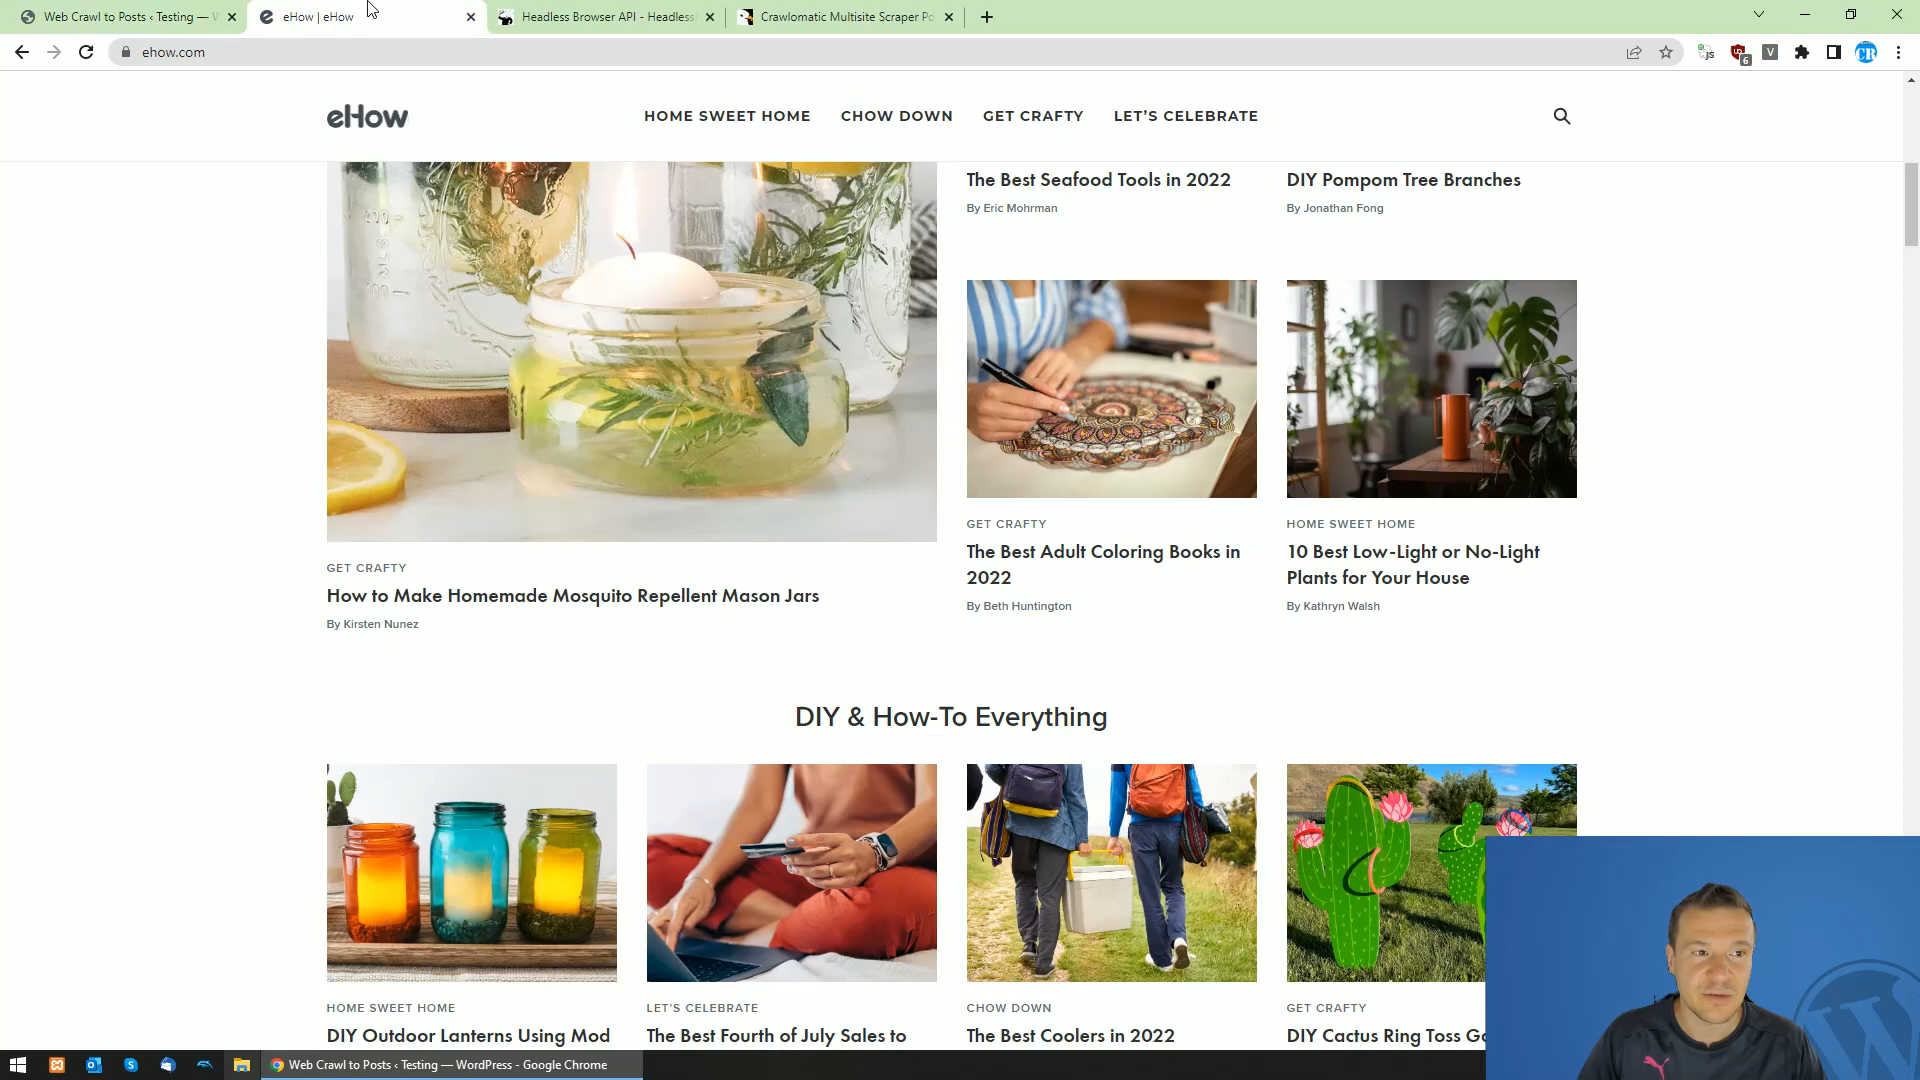 Web Crawl to Posts ‹ Testing — W
eHow | eHow
Headless Browser API - Headless
Crawlomatic Multisite Scraper Po
ehow.com
JS
6
V
CR
eHow
HOME SWEET HOME
CHOW DOWN
GET CRAFTY
LET'S CELEBRATE
The Best Seafood Tools in 2022
By Eric Mohrman
DIY Pompom Tree Branches
By Jonathan Fong
GET CRAFTY
How to Make Homemade Mosquito Repellent Mason Jars
By Kirsten Nunez
GET CRAFTY
The Best Adult Coloring Books in
2022
By Beth Huntington
HOME SWEET HOME
10 Best Low-Light or No-Light
Plants for Your House
By Kathryn Walsh
DIY & How-To Everything
HOME SWEET HOME
DIY Outdoor Lanterns Using Mod
LET'S CELEBRATE
The Best Fourth of July Sales to
CHOW DOWN
The Best Coolers in 2022
GET CRAFTY
DIY Cactus Ring Toss Ga
Web Crawl to Posts ‹ Testing — WordPress - Google Chrome